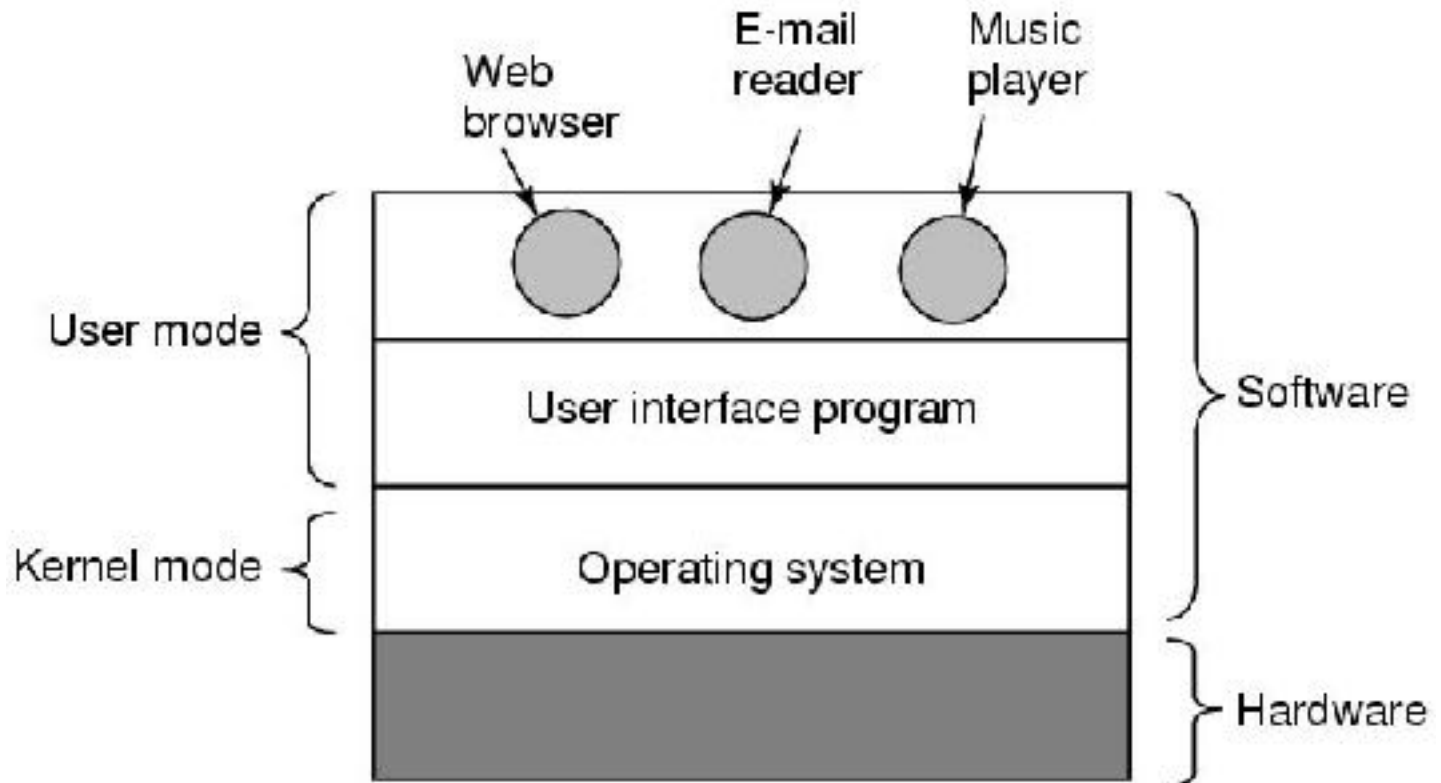 Web
browser
E-mail
reader
Music
player
User mode
User interface program
Software
Kernel mode
Operating system
Hardware